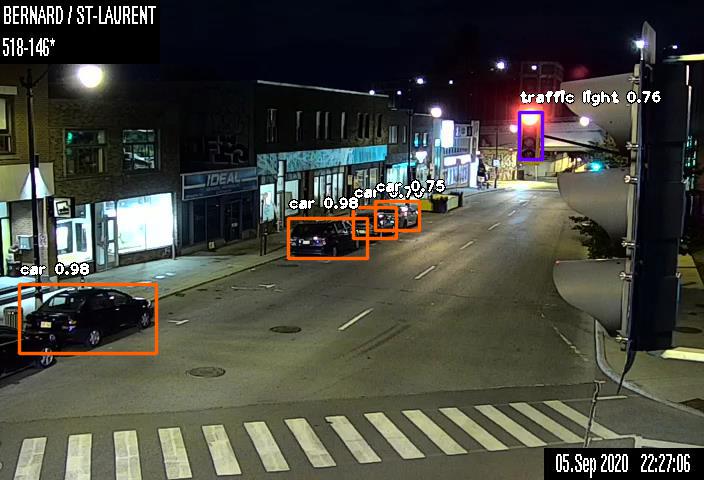 BERNARD / ST-LAURENT
518-146*
traffic light 0.76
car 0.75
car 0.98
IDEAL
car 0.98
05.Sep 2020 22:27:06